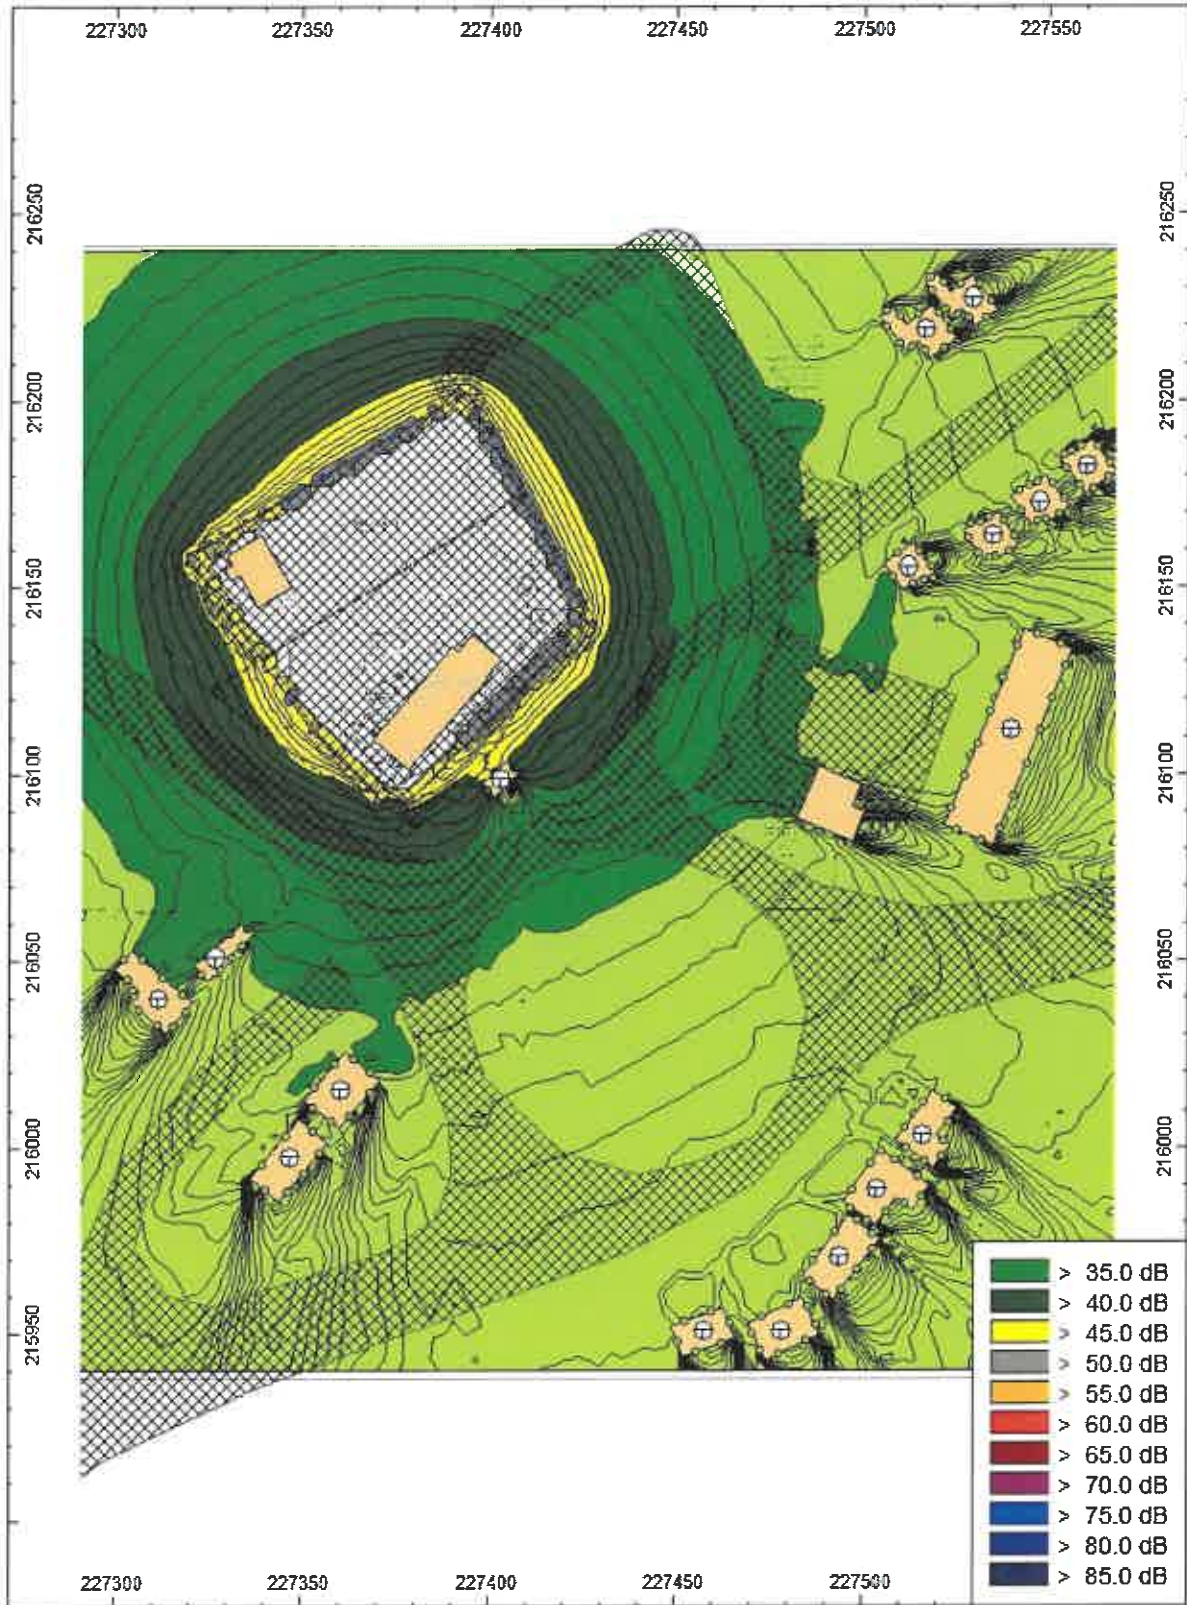 227300 227350 227400 227450 227500 227550
216250 216250
216200 216200
216150 216150
216100 216100
216050 216050
216000 216000
215950
> 35.0 dB
> 40.0 dB
> 45.0 dB
> 50.0 dB
> 55.0 dB
> 60.0 dB
> 65.0 dB
> 70.0 dB
> 75.0 dB
> 80.0 dB
> 85.0 dB
227300 227350 227400 227450 227500